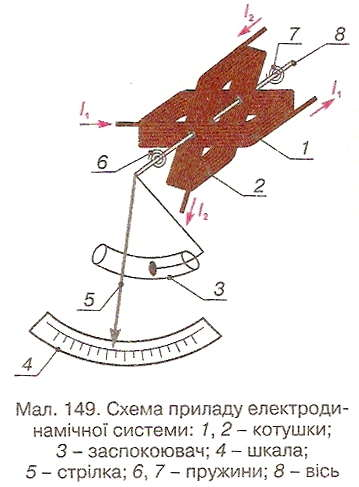 I₂
7
8
I₁
I₁
6
1
2
I₂
5
3
4
Мал. 149. Схема приладу електроди-
намічної системи: 1, 2 – котушки;
3 – заспокоювач; 4 – шкала;
5 – стрілка; 6, 7 – пружини; 8 – вісь